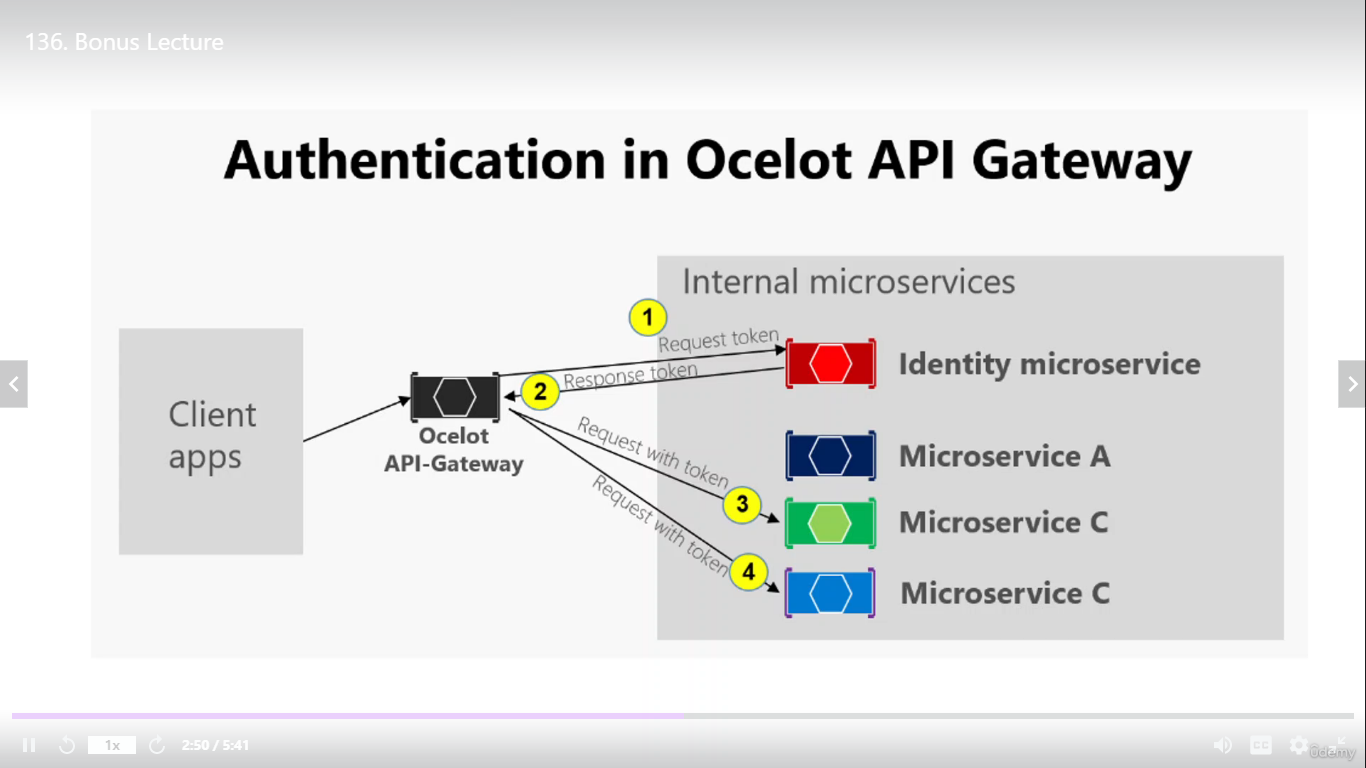 136. Bonus Lecture
Authentication in Ocelot API Gateway
Internal microservices
1
Request token
Identity microservice
2
Response token
Client
apps
Ocelot
API-Gateway
Request with token
Microservice A
3
Microservice C
Request with token
4
Microservice C
1x
2:50 / 5:41
CC
ûdemy